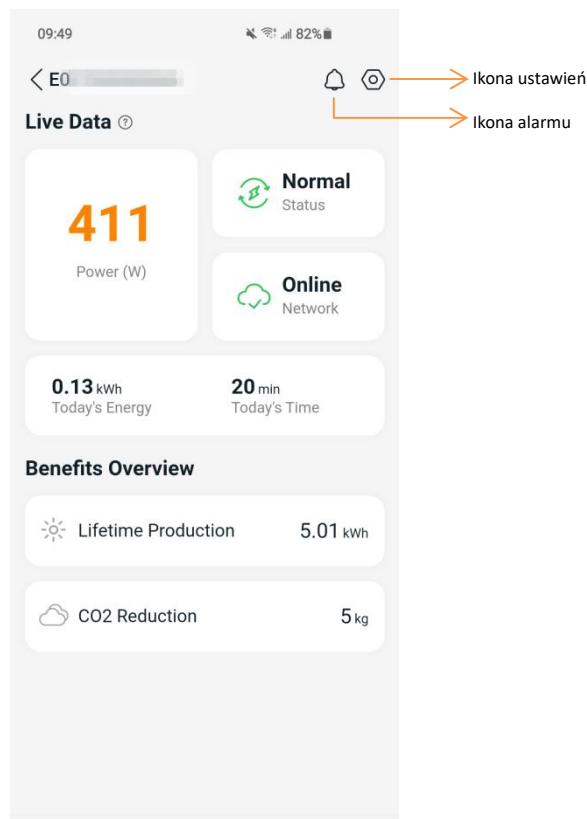 09:49 82%
E0
Ikona ustawień
Live Data
Ikona alarmu
411
Power (W)
Normal
Status
Online
Network
0.13 kWh
Today's Energy
20 min
Today's Time
Benefits Overview
Lifetime Production 5.01 kWh
CO2 Reduction 5 kg